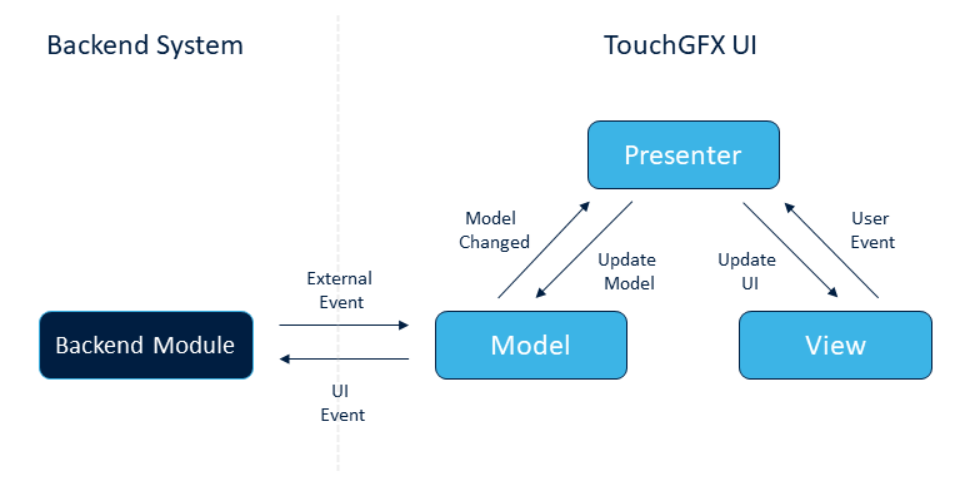 Backend System
TouchGFX UI
Presenter
Model
Changed
User
Event
Update
Model
Update
UI
External
Event
Backend Module
Model
View
UI
Event